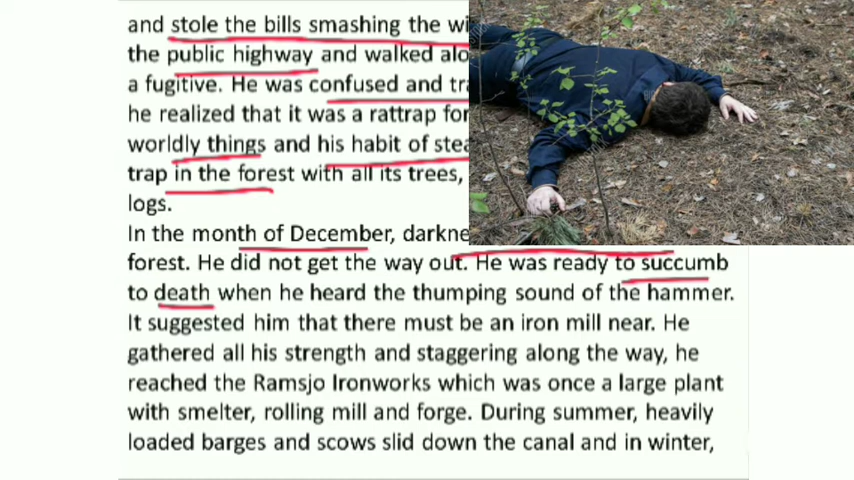 and stole the bills smashing the wi
the public highway and walked alo
a fugitive. He was confused and tra
he realized that it was a rattrap for
worldly things and his habit of stea
trap in the forest with all its trees,
logs.
In the month of December, darkne
forest. He did not get the way out. He was ready to succumb
to death when he heard the thumping sound of the hammer.
It suggested him that there must be an iron mill near. He
gathered all his strength and staggering along the way, he
reached the Ramsjo Ironworks which was once a large plant
with smelter, rolling mill and forge. During summer, heavily
loaded barges and scows slid down the canal and in winter,